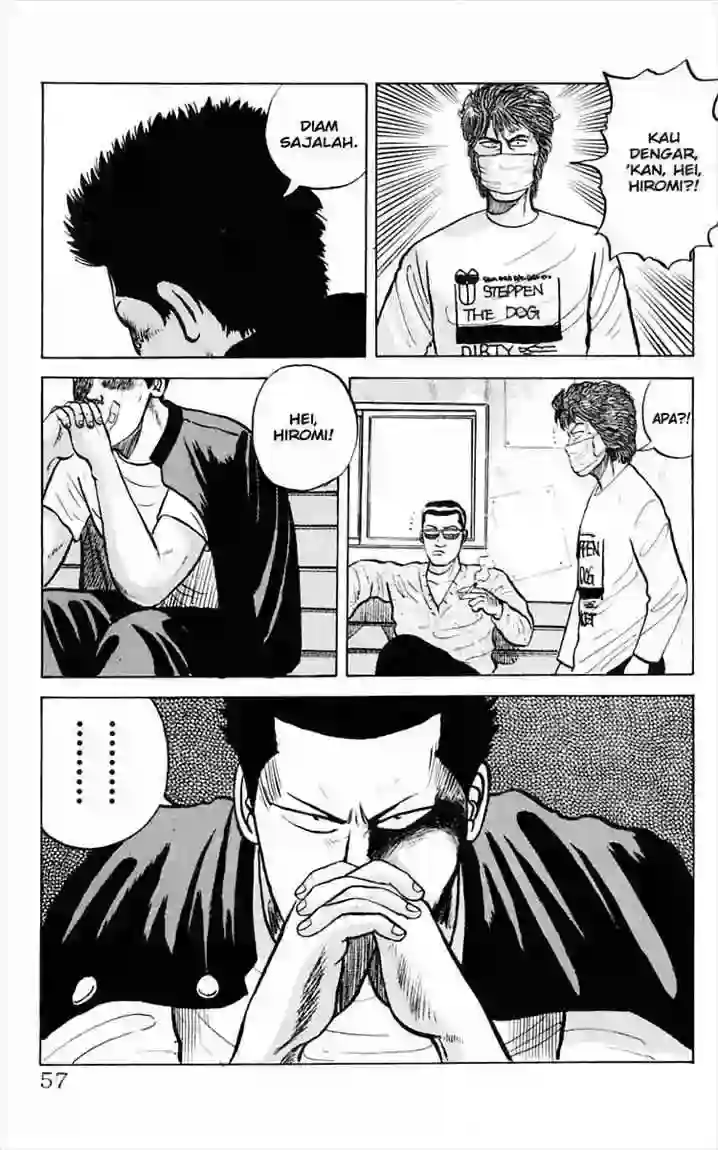 DIAM
SAJALAH.
KAU
DENGAR,
'KAN, HEI,
HIROMI?!
STEPPEN
THE DOG
DIRTY
HEI,
HIROMI!
APA?!
PPEN
DOG
57